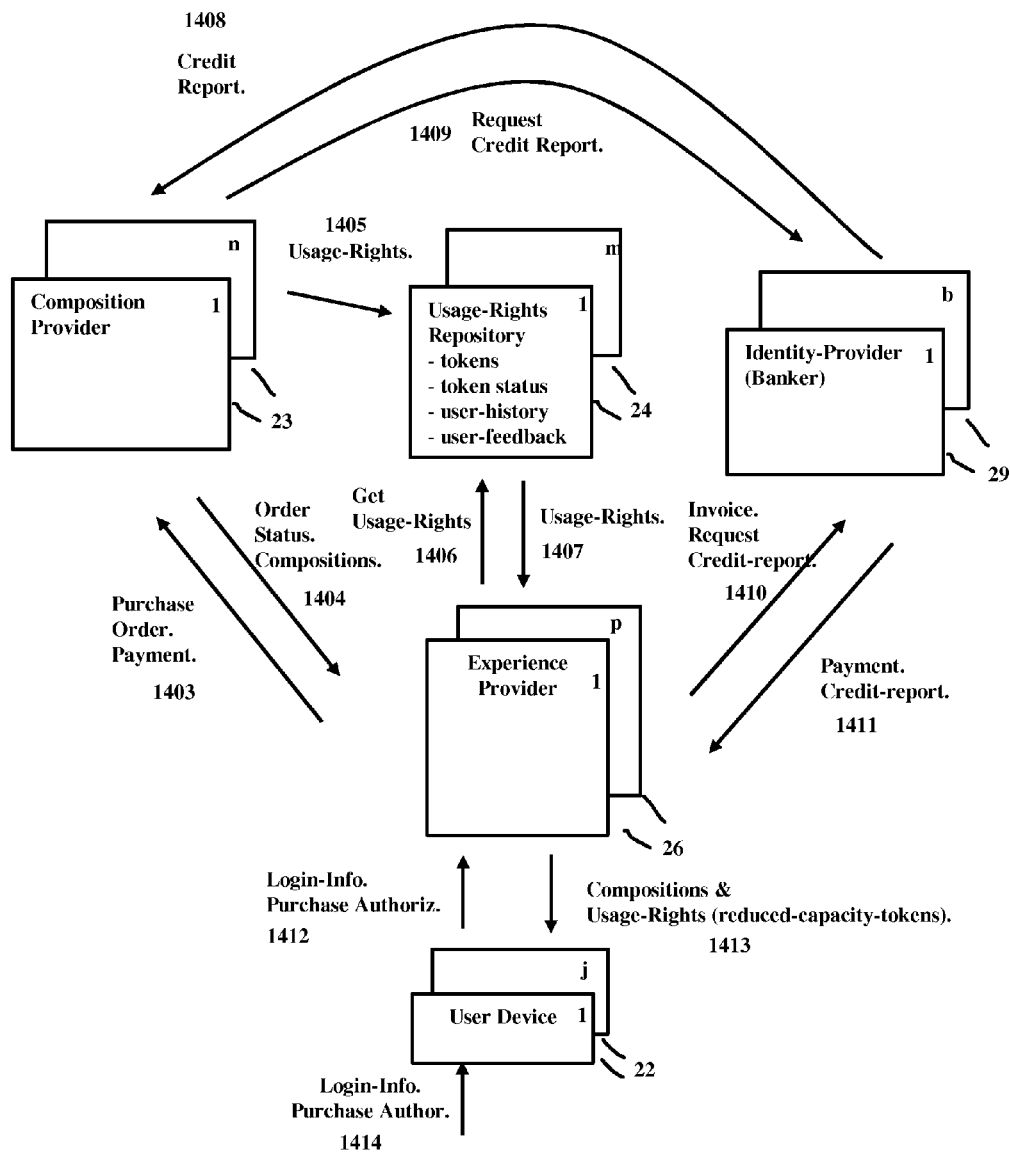 1408
Credit
Report.
1409
Request
Credit Report.
n
1
Composition
Provider
23
1405
Usage-Rights.
m
1
Usage-Rights
Repository
- tokens
- token status
- user-history
- user-feedback
24
b
1
Identity-Provider
(Banker)
29
Order
Status.
Compositions.
1404
Get
Usage-Rights
1406
Usage-Rights.
1407
Invoice.
Request
Credit-report.
1410
Purchase
Order.
Payment.
1403
p
1
Experience
Provider
26
Payment.
Credit-report.
1411
Login-Info.
Purchase Authoriz.
1412
Compositions &
Usage-Rights (reduced-capacity-tokens).
1413
j
User Device
1
22
Login-Info.
Purchase Author.
1414